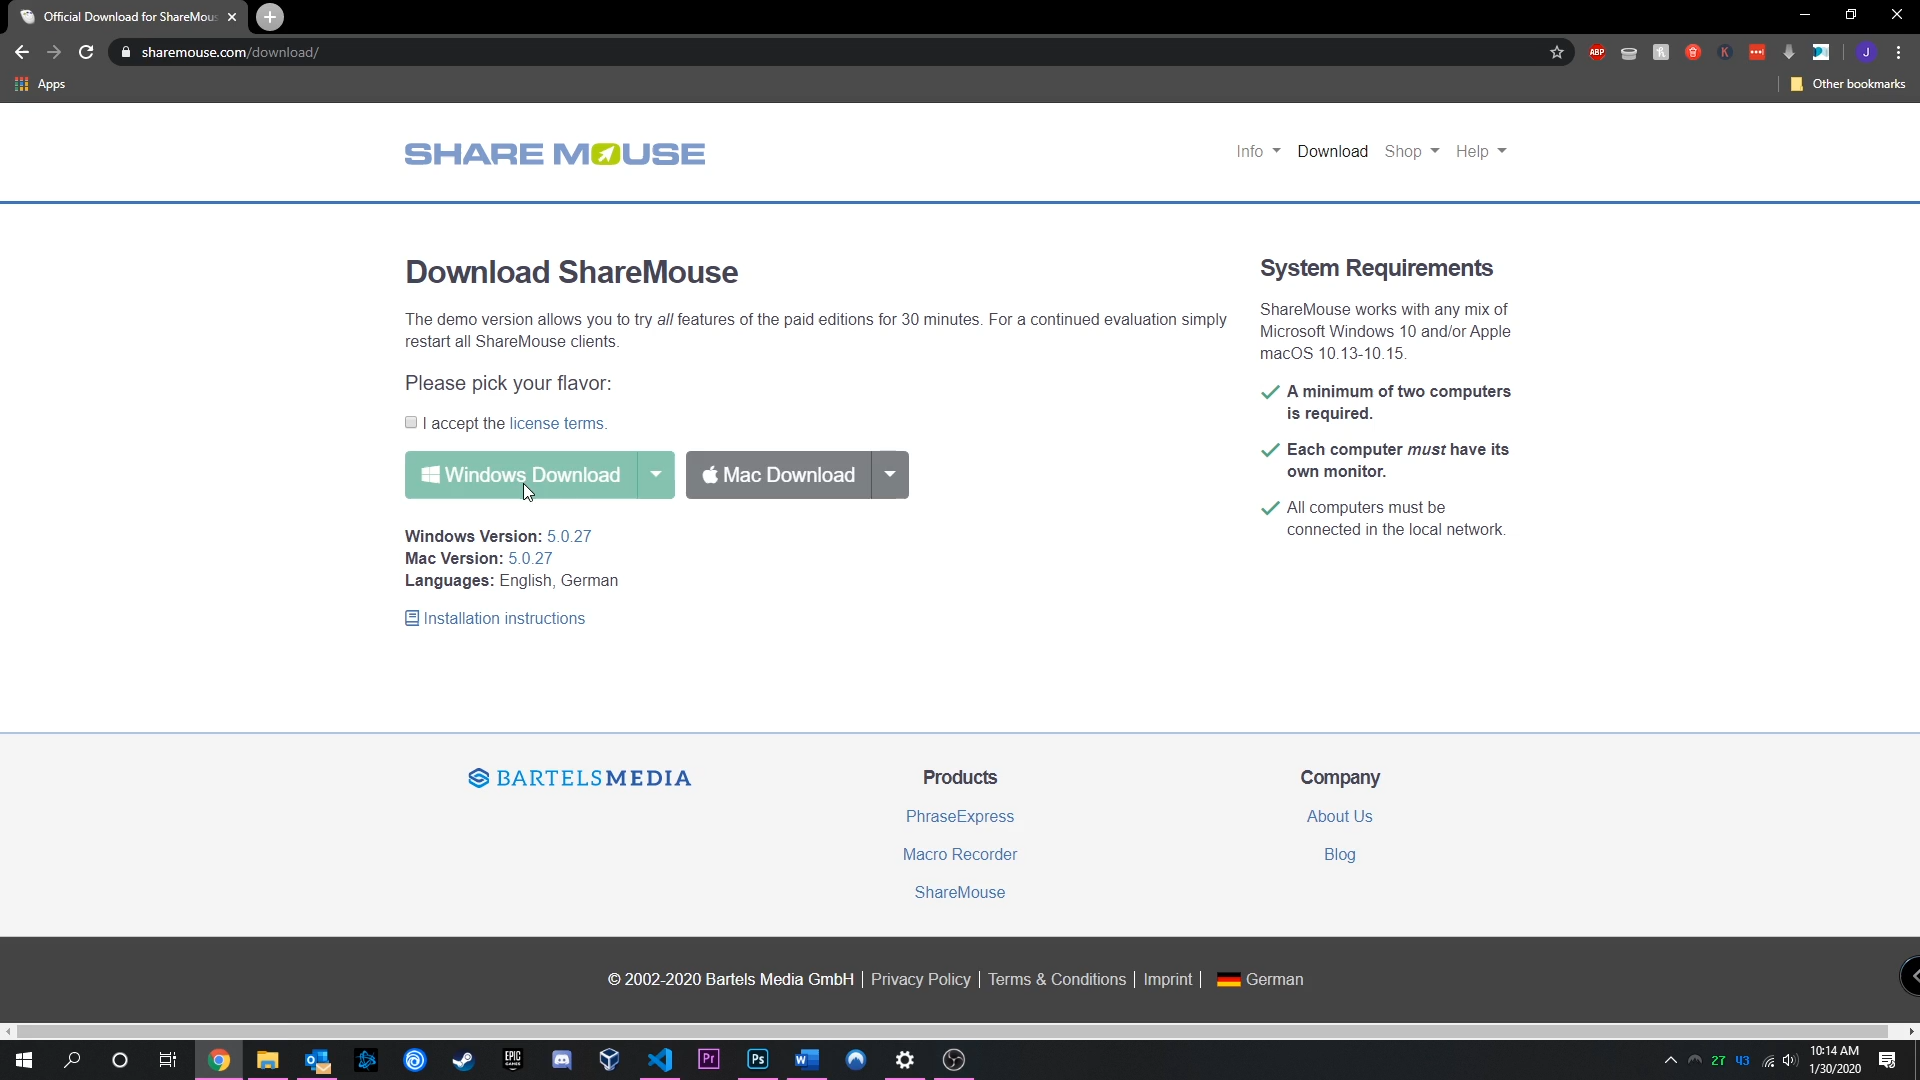 Official Download for ShareMous
sharemouse.com/download/
ABP
K
J
Apps
Other bookmarks
SHARE MOUSE
Info
Download
Shop
Help
Download ShareMouse
The demo version allows you to try all features of the paid editions for 30 minutes. For a continued evaluation simply
restart all ShareMouse clients.
Please pick your flavor:
I accept the license terms.
Windows Download
Mac Download
Windows Version: 5.0.27
Mac Version: 5.0.27
Languages: English, German
Installation instructions
System Requirements
ShareMouse works with any mix of
Microsoft Windows 10 and/or Apple
macOS 10.13-10.15.
A minimum of two computers
is required.
Each computer must have its
own monitor.
All computers must be
connected in the local network.
BARTELSMEDIA
Products
PhraseExpress
Macro Recorder
ShareMouse
Company
About Us
Blog
© 2002-2020 Bartels Media GmbH | Privacy Policy | Terms & Conditions | Imprint | German
EPIC
GAMES
Pr
Ps
27
43
10:14 AM
1/30/2020